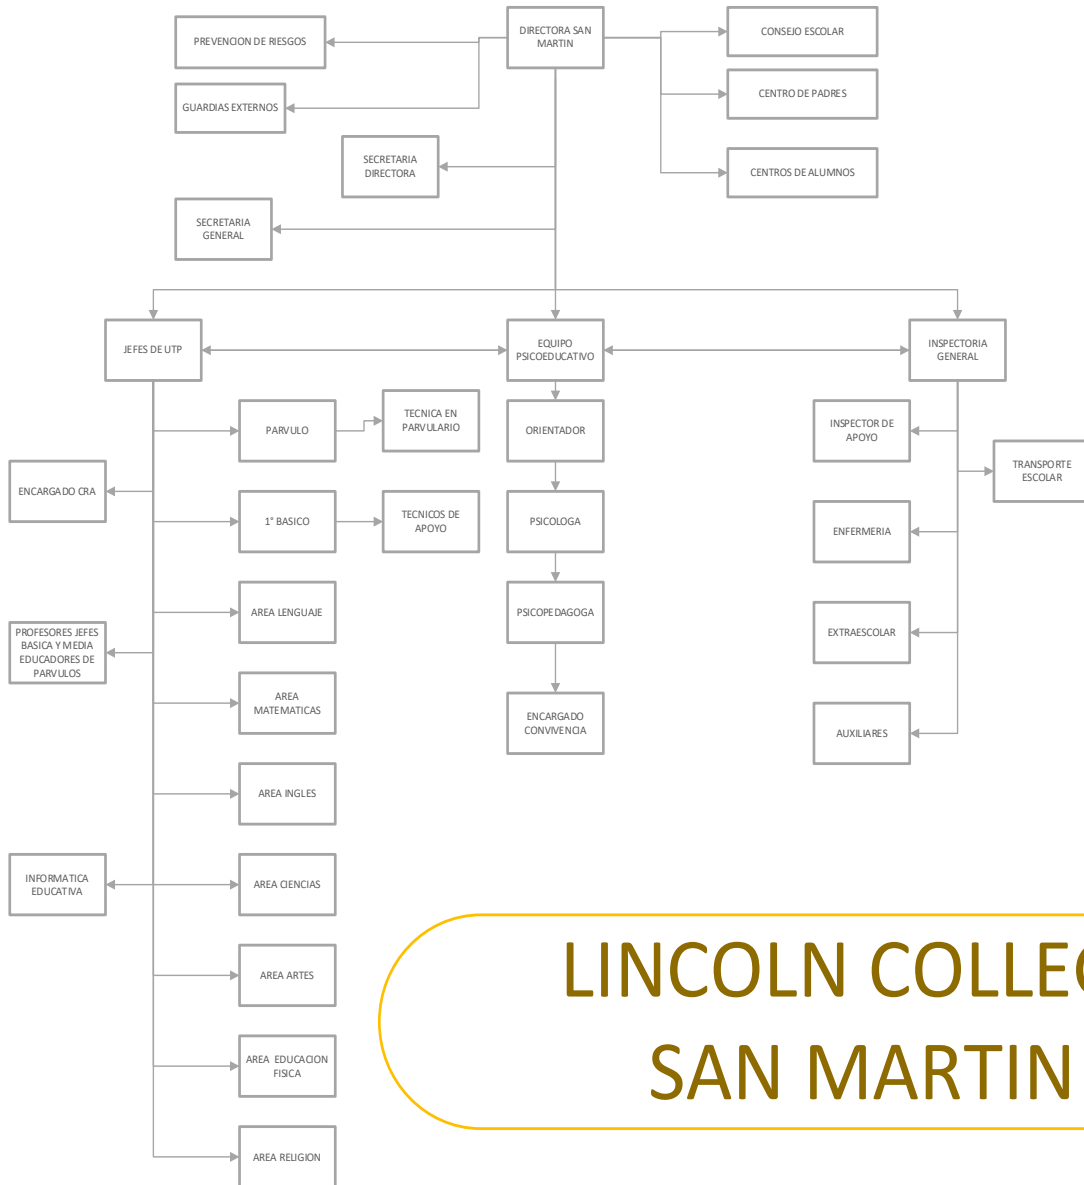 DIRECTORA SAN
MARTIN
PREVENCION DE RIESGOS
CONSEJO ESCOLAR
GUARDIAS EXTERNOS
CENTRO DE PADRES
SECRETARIA
DIRECTORA
CENTROS DE ALUMNOS
SECRETARIA
GENERAL
JEFES DE UTP
EQUIPO
PSICOEDUCATIVO
INSPECTORIA
GENERAL
PARVULO
TECNICA EN
PARVULARIO
ORIENTADOR
INSPECTOR DE
APOYO
TRANSPORTE
ESCOLAR
ENCARGADO CRA
1° BASICO
TECNICOS DE
APOYO
PSICOLOGA
ENFERMERIA
AREA LENGUAJE
PSICOPEDAGOGA
EXTRAESCOLAR
PROFESORES JEFES
BASICA Y MEDIA
EDUCADORES DE
PARVULOS
AREA
MATEMATICAS
ENCARGADO
CONVIVENCIA
AUXILIARES
AREA INGLES
INFORMATICA
EDUCATIVA
AREA CIENCIAS
AREA ARTES
AREA EDUCACION
FISICA
AREA RELIGION
LINCOLN COLLEG
SAN MARTIN